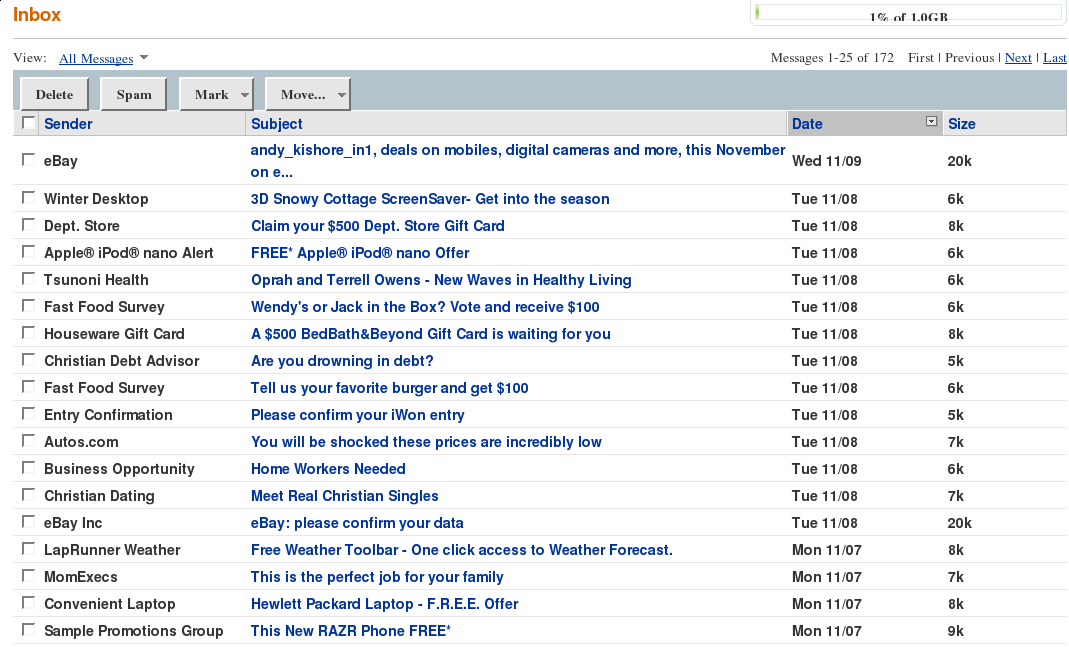 Inbox
1% of 1.0GB
View: All Messages
Messages 1-25 of 172 First | Previous | Next | Last
Delete Spam Mark Move...
Sender Subject Date Size
eBay andy_kishore_in1, deals on mobiles, digital cameras and more, this November on e... Wed 11/09 20k
Winter Desktop 3D Snowy Cottage ScreenSaver- Get into the season Tue 11/08 6k
Dept. Store Claim your $500 Dept. Store Gift Card Tue 11/08 8k
Apple® iPod® nano Alert FREE* Apple® iPod® nano Offer Tue 11/08 6k
Tsunoni Health Oprah and Terrell Owens - New Waves in Healthy Living Tue 11/08 6k
Fast Food Survey Wendy's or Jack in the Box? Vote and receive $100 Tue 11/08 6k
Houseware Gift Card A $500 BedBath&Beyond Gift Card is waiting for you Tue 11/08 8k
Christian Debt Advisor Are you drowning in debt? Tue 11/08 5k
Fast Food Survey Tell us your favorite burger and get $100 Tue 11/08 6k
Entry Confirmation Please confirm your iWon entry Tue 11/08 5k
Autos.com You will be shocked these prices are incredibly low Tue 11/08 7k
Business Opportunity Home Workers Needed Tue 11/08 6k
Christian Dating Meet Real Christian Singles Tue 11/08 7k
eBay Inc eBay: please confirm your data Tue 11/08 20k
LapRunner Weather Free Weather Toolbar - One click access to Weather Forecast. Mon 11/07 8k
MomExecs This is the perfect job for your family Mon 11/07 7k
Convenient Laptop Hewlett Packard Laptop - F.R.E.E. Offer Mon 11/07 8k
Sample Promotions Group This New RAZR Phone FREE* Mon 11/07 9k